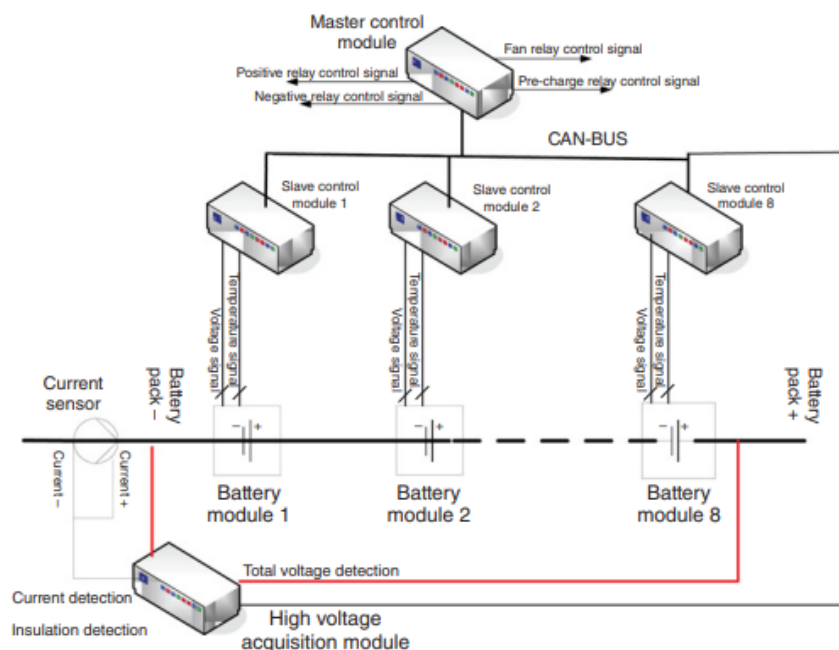 Master control
module
Fan relay control signal
Positive relay control signal
Pre-charge relay control signal
Negative relay control signal
CAN-BUS
Slave control
module 1
Slave control
module 2
Slave control
module 8
Voltage signal
Temperature signal
Voltage signal
Temperature signal
Voltage signal
Temperature signal
Current
sensor
Battery
pack –
Battery
pack +
– +
– +
– +
Current –
Current +
Battery
module 1
Battery
module 2
Battery
module 8
Total voltage detection
Current detection
Insulation detection
High voltage
acquisition module